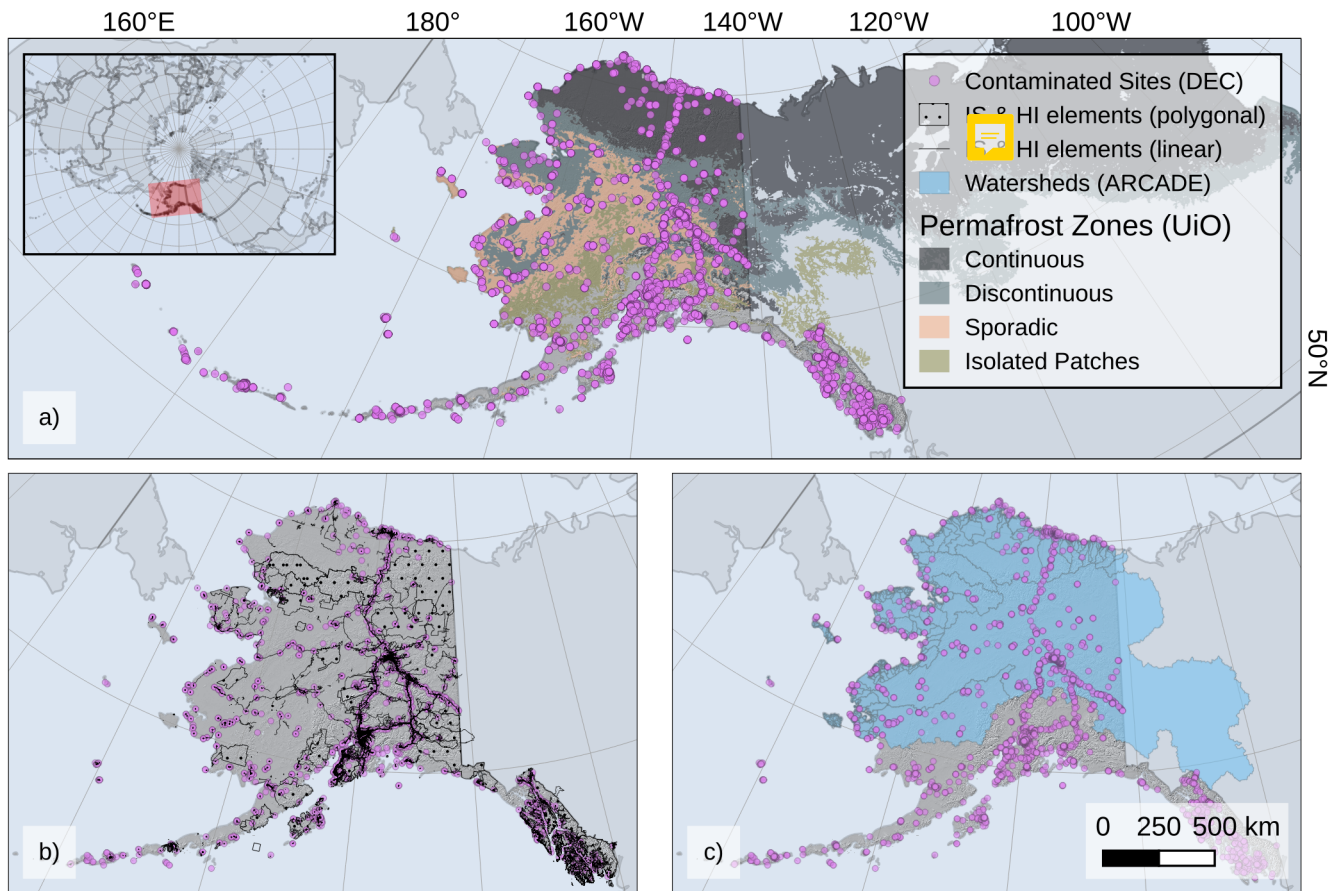 160°E 180° 160°W 140°W 120°W 100°W
Contaminated Sites (DEC)
IS & HI elements (polygonal)
HI elements (linear)
Watersheds (ARCADE)
Permafrost Zones (UiO)
Continuous
Discontinuous
Sporadic
Isolated Patches
50°N
a)
b)
c)
0 250 500 km